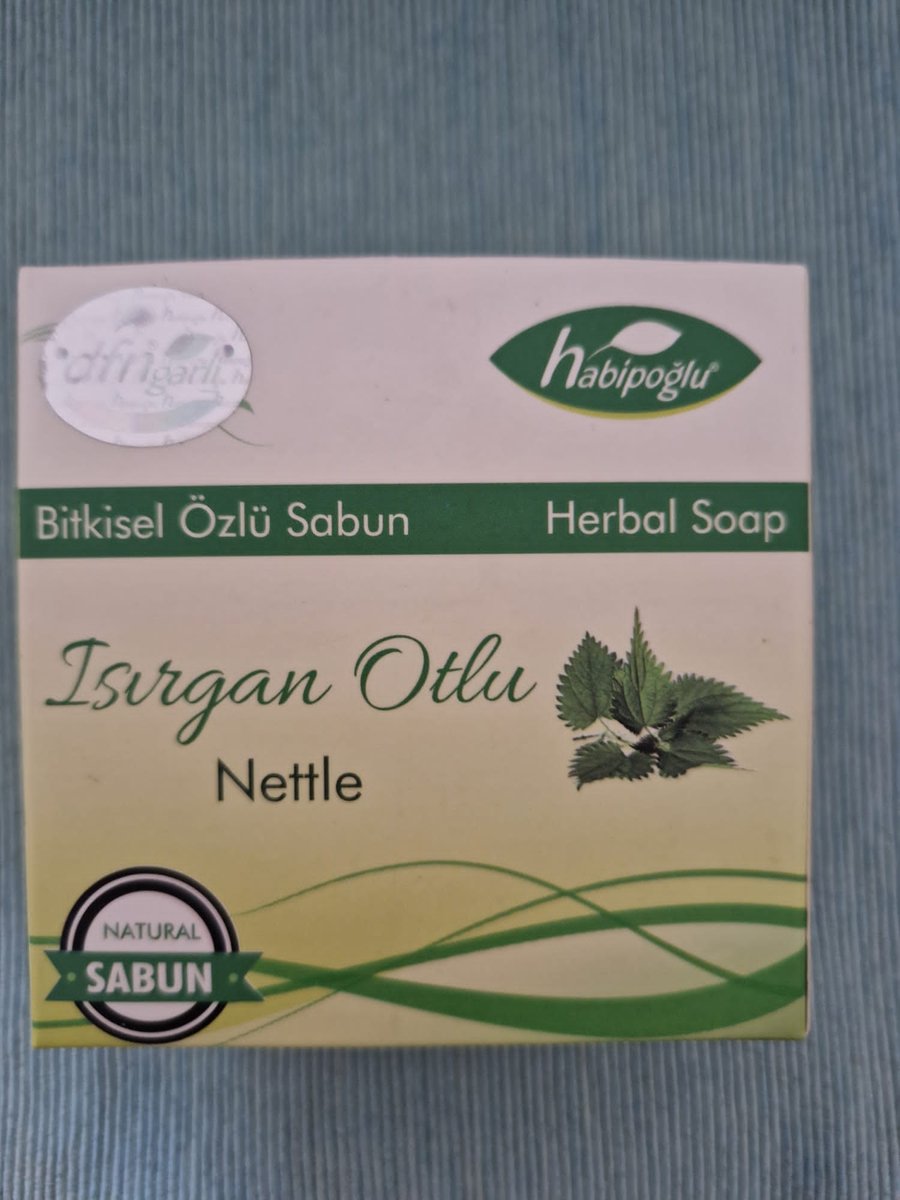 habipoğlu
Bitkisel Özlü Sabun Herbal Soap
Isırgan Otlu
Nettle
NATURAL
SABUN